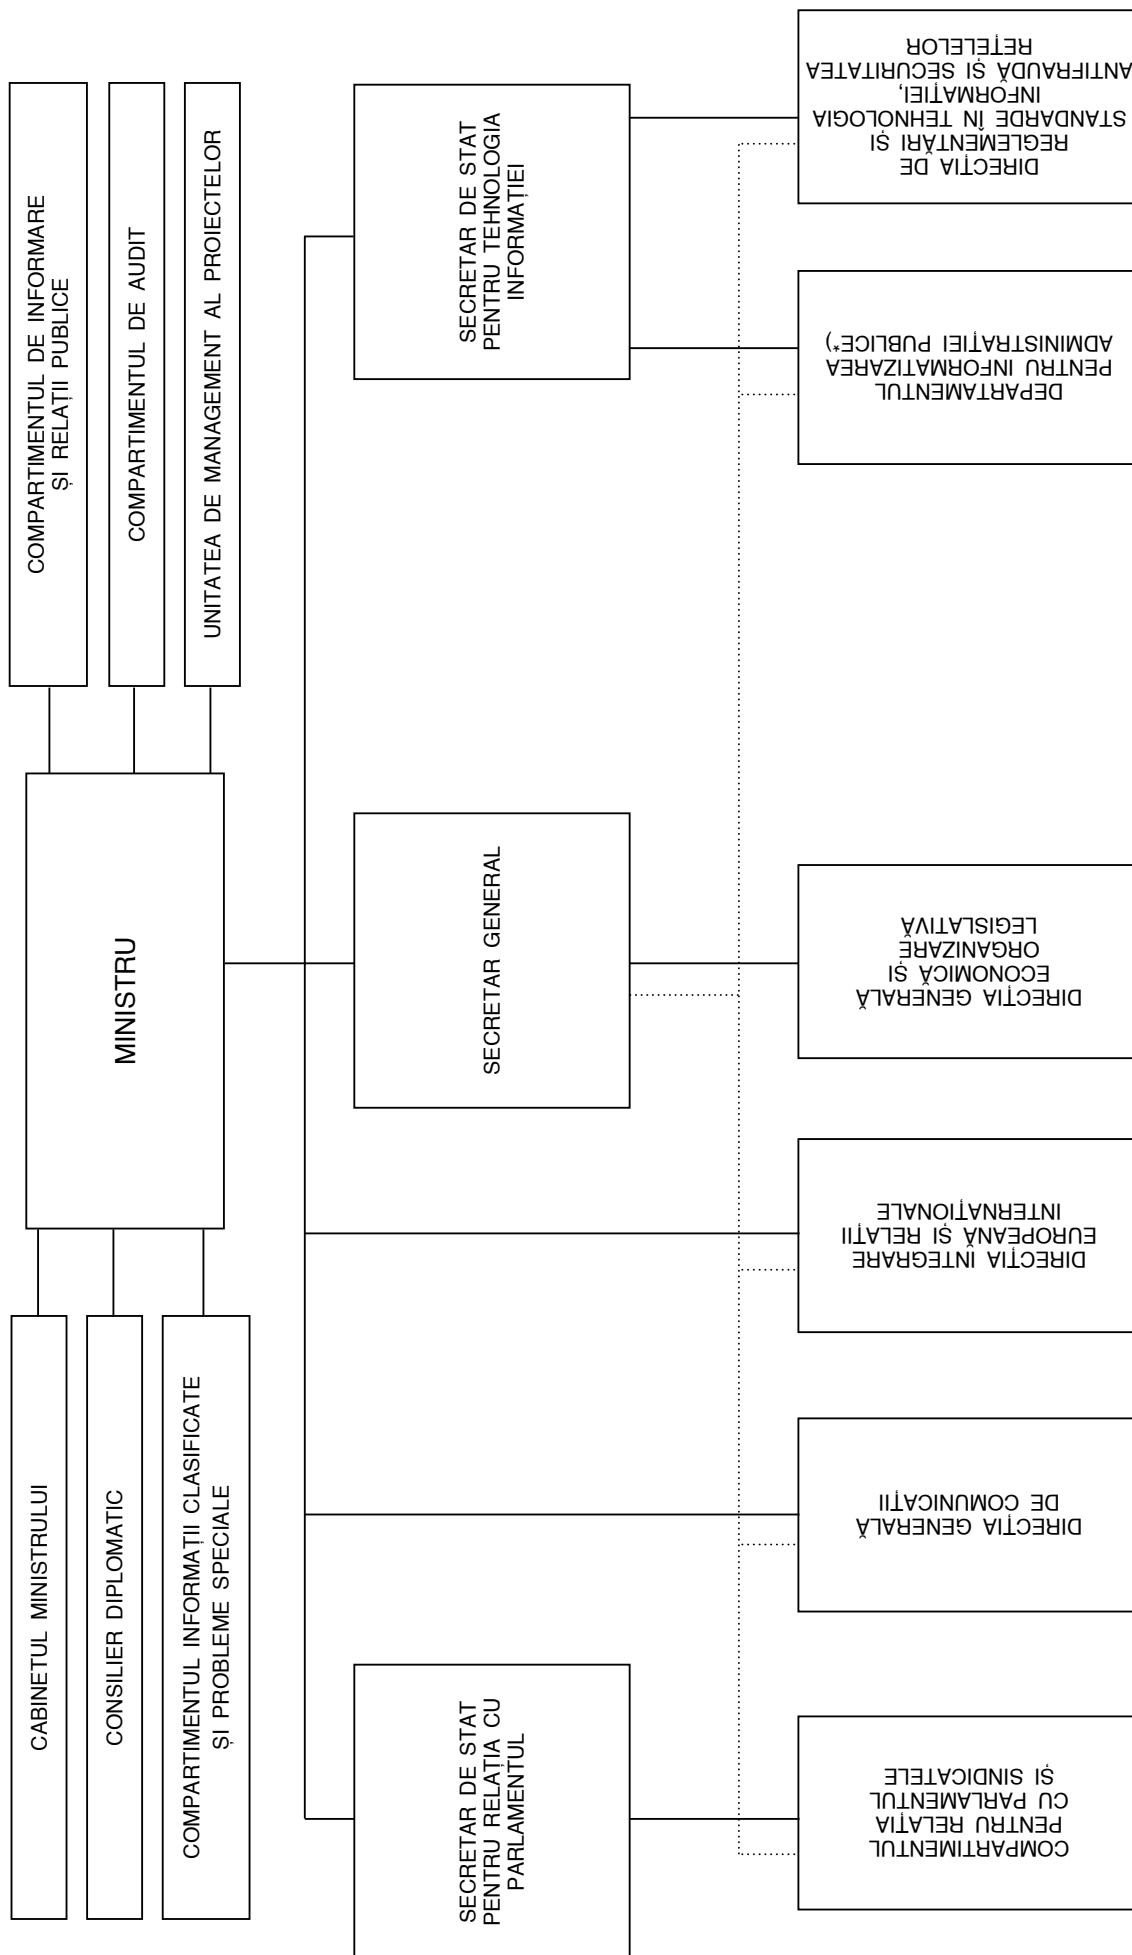 CABINETUL MINISTRULUI
CONSILIER DIPLOMATIC
COMPARTIMENTUL INFORMAȚII CLASIFICATE
ȘI PROBLEME SPECIALE
MINISTRU
COMPARTIMENTUL DE INFORMARE
ȘI RELAȚII PUBLICE
COMPARTIMENTUL DE AUDIT
UNITATEA DE MANAGEMENT AL PROIECTELOR
SECRETAR DE STAT
PENTRU RELAȚIA CU
PARLAMENTUL
SECRETAR GENERAL
SECRETAR DE STAT
PENTRU TEHNOLOGIA
INFORMAȚIEI
COMPARTIMENTUL
PENTRU RELAȚIA
CU PARLAMENTUL
ȘI SINDICATELE
DIRECȚIA GENERALĂ
DE COMUNICAȚII
DIRECȚIA INTEGRARE
EUROPEANĂ ȘI RELAȚII
INTERNAȚIONALE
DIRECȚIA GENERALĂ
ECONOMICĂ ȘI
ORGANIZARE
LEGISLATIVĂ
DEPARTAMENTUL
PENTRU INFORMATIZAREA
ADMINISTRAȚIEI PUBLICE*)
DIRECȚIA DE
REGLEMENTĂRI ȘI
STANDARDE ÎN TEHNOLOGIA
INFORMAȚIEI,
ANTIFRAUDĂ ȘI SECURITATEA
REȚELELOR